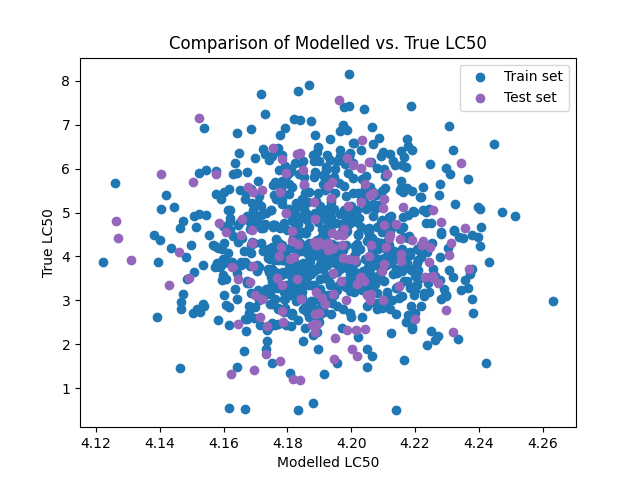 Comparison of Modelled vs. True LC50
Train set
Test set
8
7
6
5
4
3
2
1
True LC50
4.12 4.14 4.16 4.18 4.20 4.22 4.24 4.26
Modelled LC50